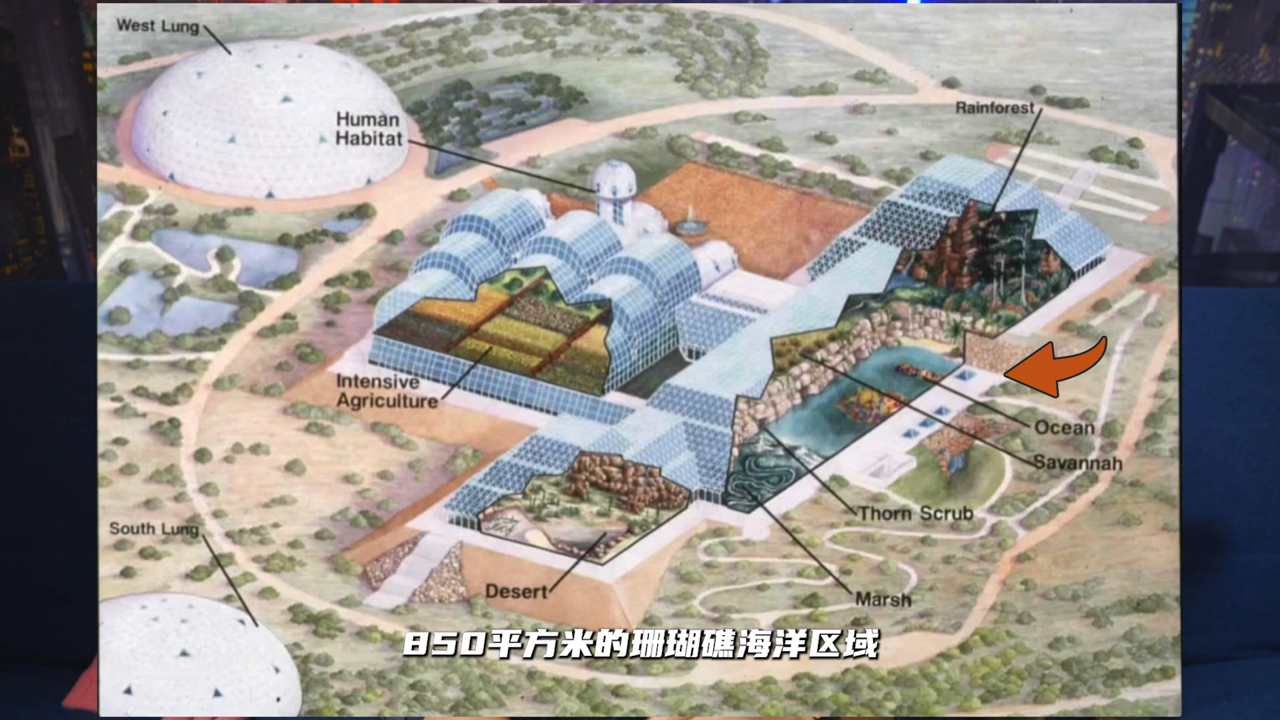 West Lung
Human
Habitat
Rainforest
Intensive
Agriculture
Ocean
Savannah
Thorn Scrub
South Lung
Desert
Marsh
850平方米的珊瑚礁海洋区域